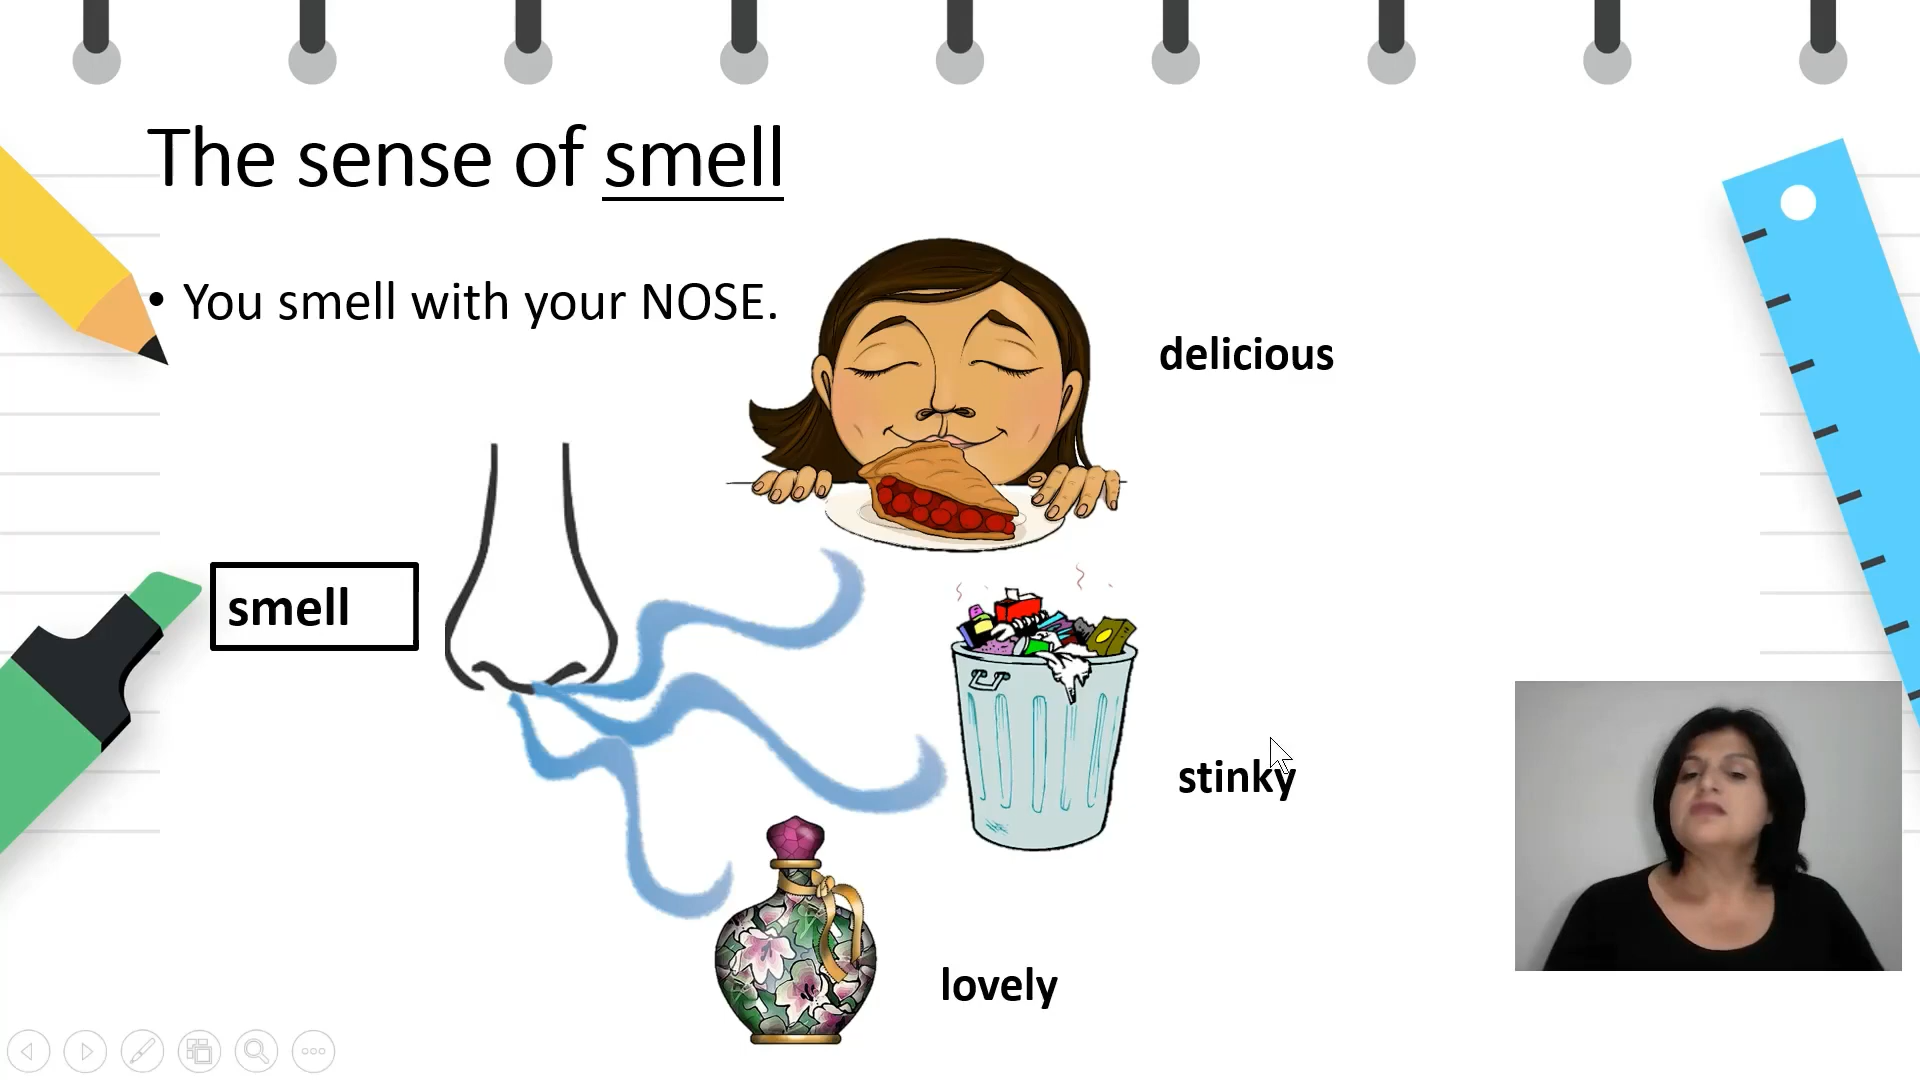 The sense of smell
• You smell with your NOSE.
delicious
smell
stinky
lovely